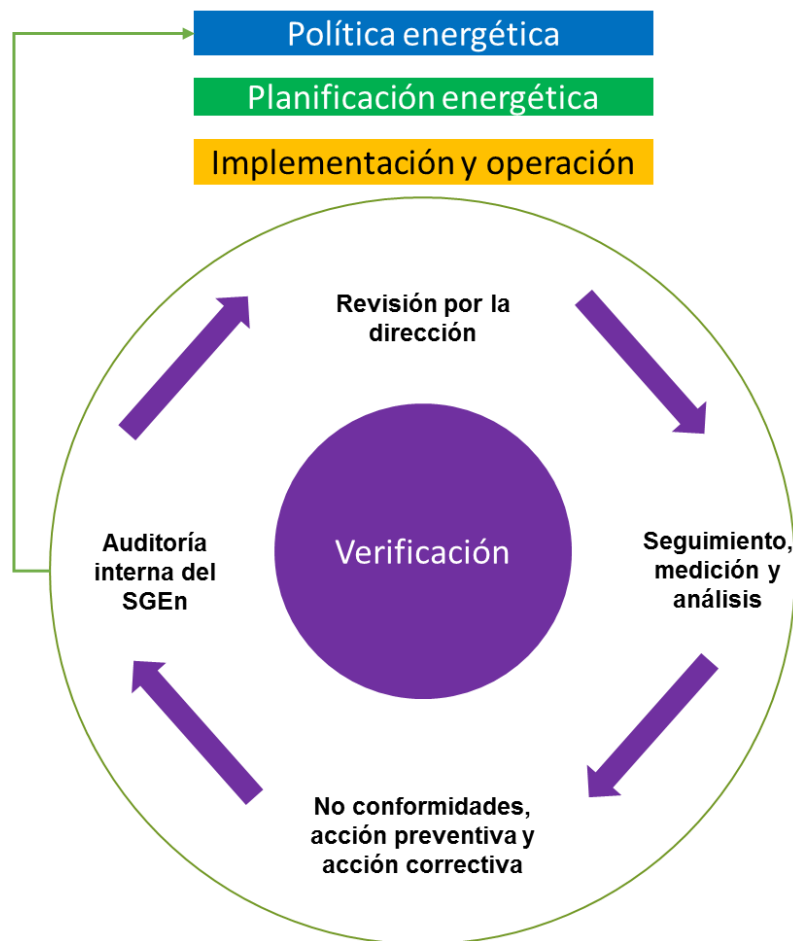 Política energética
Planificación energética
Implementación y operación
Revisión por la
dirección
Auditoría
interna del
SGEn
Verificación
Seguimiento,
medición y
análisis
No conformidades,
acción preventiva y
acción correctiva